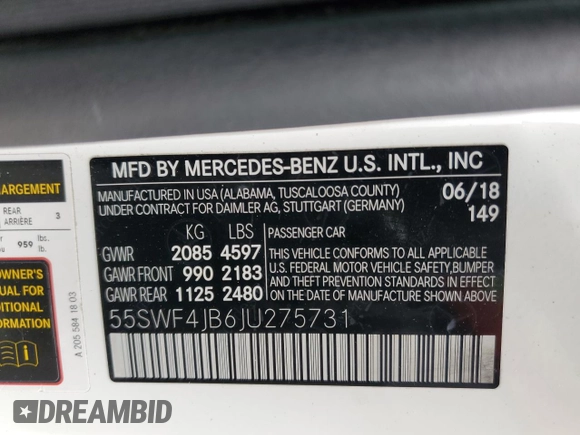 MFD BY MERCEDES-BENZ U.S. INTL., INC
MANUFACTURED IN USA (ALABAMA, TUSCALOOSA COUNTY)
UNDER CONTRACT FOR DAIMLER AG, STUTTGART (GERMANY)
06/18
149
KG LBS
PASSENGER CAR
GWVR 2085 4597
GAWR FRONT 990 2183
GAWR REAR 1125 2480
THIS VEHICLE CONFORMS TO ALL APPLICABLE
U.S. FEDERAL MOTOR VEHICLE SAFETY, BUMPER
AND THEFT PREVENTION STANDARDS IN EFFECT
ON THE DATE OF MANUFACTURE SHOWN ABOVE.
55SWF4JB6JU275731
ARGEMENT
REAR
ARRIÈRE
3
or
ou 959 lbs.
lb.
OWNER'S
UAL FOR
DITIONAL
ORMATION
A 205 584 18 03
DREAMBID